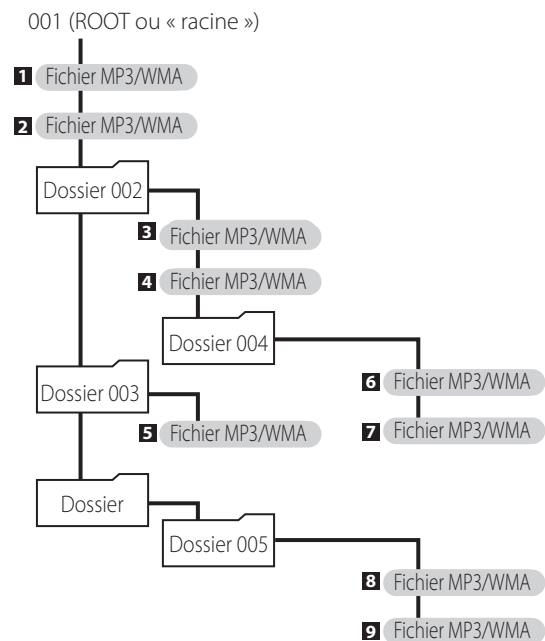 001 (ROOT ou « racine »)
1 Fichier MP3/WMA
2 Fichier MP3/WMA
Dossier 002
3 Fichier MP3/WMA
4 Fichier MP3/WMA
Dossier 004
Dossier 003
6 Fichier MP3/WMA
5 Fichier MP3/WMA
7 Fichier MP3/WMA
Dossier
Dossier 005
8 Fichier MP3/WMA
9 Fichier MP3/WMA